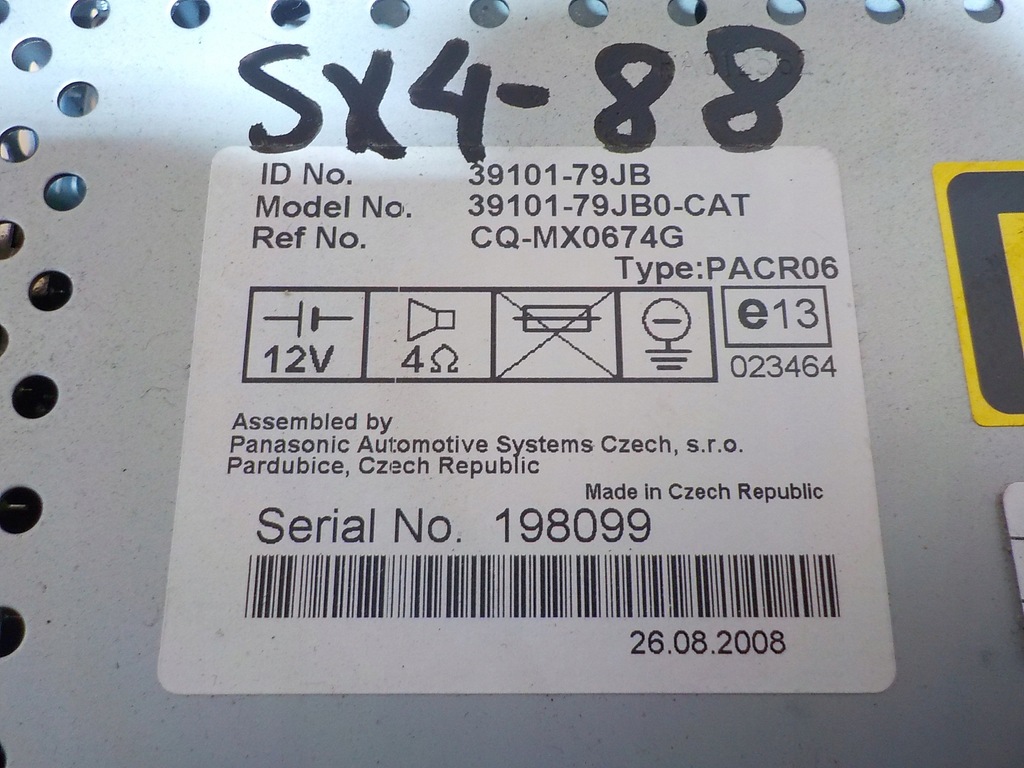 SX4-88
ID No. 39101-79JB
Model No. 39101-79JB0-CAT
Ref No. CQ-MX0674G
Type:PACR06
12V
4Ω
e13
023464
Assembled by
Panasonic Automotive Systems Czech, s.r.o.
Pardubice, Czech Republic
Made in Czech Republic
Serial No. 198099
26.08.2008